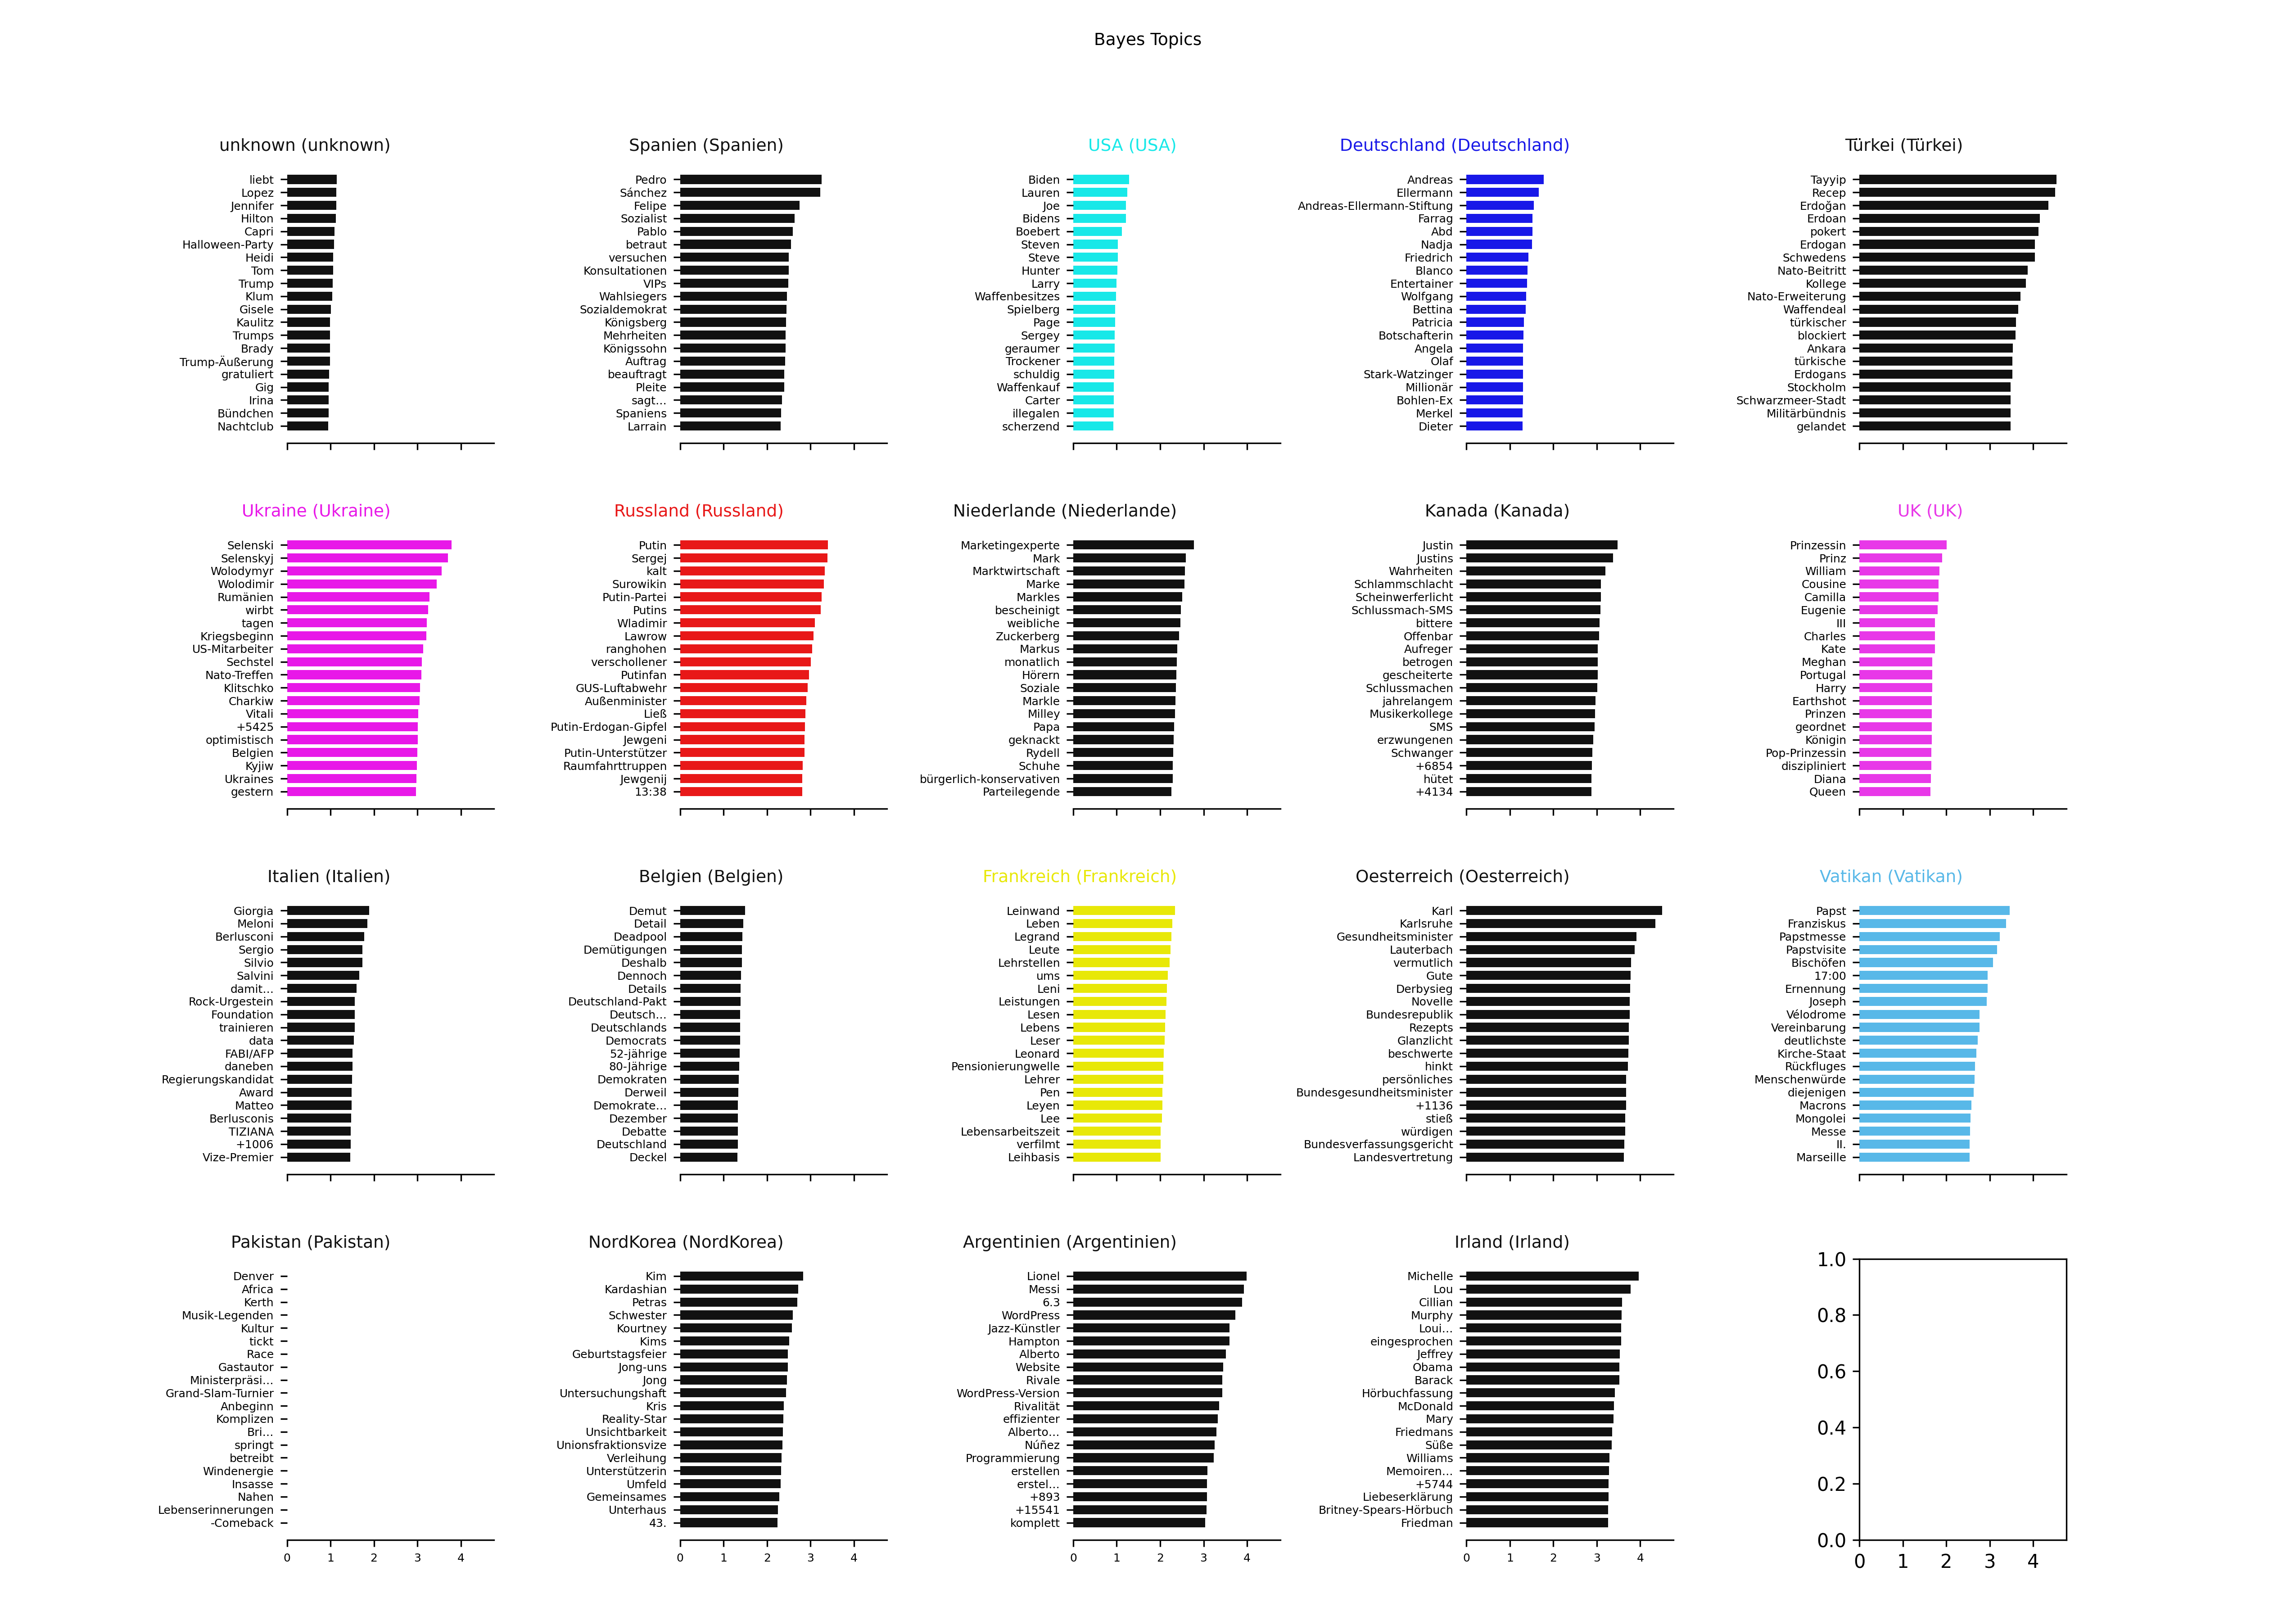 Bayes Topics
unknown (unknown)
liebt
Lopez
Jennifer
Hilton
Capri
Halloween-Party
Heidi
Tom
Trump
Klum
Gisele
Kaulitz
Trumps
Brady
Trump-Äußerung
gratuliert
Gig
Irina
Bündchen
Nachtclub
Spanien (Spanien)
Pedro
Sánchez
Felipe
Sozialist
Pablo
betraut
versuchen
Konsultationen
VIPs
Wahlsiegers
Sozialdemokrat
Königsberg
Mehrheiten
Königssohn
Auftrag
beauftragt
Pleite
sagt...
Spaniens
Larrain
USA (USA)
Biden
Lauren
Joe
Bidens
Boebert
Steven
Steve
Hunter
Larry
Waffenbesitzes
Spielberg
Page
Sergey
geraumer
Trockener
schuldig
Waffenkauf
Carter
illegalen
scherzend
Deutschland (Deutschland)
Andreas
Ellermann
Andreas-Ellermann-Stiftung
Farrag
Abd
Nadja
Friedrich
Blanco
Entertainer
Wolfgang
Bettina
Patricia
Botschafterin
Angela
Olaf
Stark-Watzinger
Millionär
Bohlen-Ex
Merkel
Dieter
Türkei (Türkei)
Tayyip
Recep
Erdoğan
Erdoan
pokert
Erdogan
Schwedens
Nato-Beitritt
Kollege
Nato-Erweiterung
Waffendeal
türkischer
blockiert
Ankara
türkische
Erdogans
Stockholm
Schwarzmeer-Stadt
Militärbündnis
gelandet
Ukraine (Ukraine)
Selenski
Selenskyj
Wolodymyr
Wolodimir
Rumänien
wirbt
tagen
Kriegsbeginn
US-Mitarbeiter
Sechstel
Nato-Treffen
Klitschko
Charkiw
Vitali
+5425
optimistisch
Belgien
Kyjiw
Ukraines
gestern
Russland (Russland)
Putin
Sergej
kalt
Surowikin
Putin-Partei
Putins
Wladimir
Lawrow
ranghohen
verschollener
Putinfan
GUS-Luftabwehr
Außenminister
Ließ
Putin-Erdogan-Gipfel
Jewgeni
Putin-Unterstützer
Raumfahrttruppen
Jewgenij
13:38
Niederlande (Niederlande)
Marketingexperte
Mark
Marktwirtschaft
Marke
Markles
bescheinigt
weibliche
Zuckerberg
Markus
monatlich
Hörern
Soziale
Markle
Milley
Papa
geknackt
Rydell
Schuhe
bürgerlich-konservativen
Parteilegende
Kanada (Kanada)
Justin
Justins
Wahrheiten
Schlammschlacht
Scheinwerferlicht
Schlussmach-SMS
bittere
Offenbar
Aufreger
betrogen
gescheiterte
Schlussmachen
jahrelangem
Musikerkollege
SMS
erzwungenen
Schwanger
+6854
hütet
+4134
UK (UK)
Prinzessin
Prinz
William
Cousine
Camilla
Eugenie
III
Charles
Kate
Meghan
Portugal
Harry
Earthshot
Prinzen
geordnet
Königin
Pop-Prinzessin
diszipliniert
Diana
Queen
Italien (Italien)
Giorgia
Meloni
Berlusconi
Sergio
Silvio
Salvini
damit...
Rock-Urgestein
Foundation
trainieren
data
FABI/AFP
daneben
Regierungskandidat
Award
Matteo
Berlusconis
TIZIANA
+1006
Vize-Premier
Belgien (Belgien)
Demut
Detail
Deadpool
Demütigungen
Deshalb
Dennoch
Details
Deutschland-Pakt
Deutsch...
Deutschlands
Democrats
52-jährige
80-Jährige
Demokraten
Derweil
Demokrate...
Dezember
Debatte
Deutschland
Deckel
Frankreich (Frankreich)
Leinwand
Leben
Legrand
Leute
Lehrstellen
ums
Leni
Leistungen
Lesen
Lebens
Leser
Leonard
Pensionierungwelle
Lehrer
Pen
Leyen
Lee
Lebensarbeitszeit
verfilmt
Leihbasis
Oesterreich (Oesterreich)
Karl
Karlsruhe
Gesundheitsminister
Lauterbach
vermutlich
Gute
Derbysieg
Novelle
Bundesrepublik
Rezepts
Glanzlicht
beschwerte
hinkt
persönliches
Bundesgesundheitsminister
+1136
stieß
würdigen
Bundesverfassungsgericht
Landesvertretung
Vatikan (Vatikan)
Papst
Franziskus
Papstmesse
Papstvisite
Bischöfen
17:00
Ernennung
Joseph
Vélodrome
Vereinbarung
deutlichste
Kirche-Staat
Rückfluges
Menschenwürde
diejenigen
Macrons
Mongolei
Messe
II.
Marseille
Pakistan (Pakistan)
Denver
Africa
Kerth
Musik-Legenden
Kultur
tickt
Race
Gastautor
Ministerpräsi...
Grand-Slam-Turnier
Anbeginn
Komplizen
Bri...
springt
betreibt
Windenergie
Insasse
Nahen
Lebenserinnerungen
-Comeback
0 1 2 3 4
NordKorea (NordKorea)
Kim
Kardashian
Petras
Schwester
Kourtney
Kims
Geburtstagsfeier
Jong-uns
Jong
Untersuchungshaft
Kris
Reality-Star
Unsichtbarkeit
Unionsfraktionsvize
Verleihung
Unterstützerin
Umfeld
Gemeinsames
Unterhaus
43.
0 1 2 3 4
Argentinien (Argentinien)
Lionel
Messi
6.3
WordPress
Jazz-Künstler
Hampton
Alberto
Website
Rivale
WordPress-Version
Rivalität
effizienter
Alberto...
Núñez
Programmierung
erstellen
erstel...
+893
+15541
komplett
0 1 2 3 4
Irland (Irland)
Michelle
Lou
Cillian
Murphy
Loui...
eingesprochen
Jeffrey
Obama
Barack
Hörbuchfassung
McDonald
Mary
Friedmans
Süße
Williams
Memoiren...
+5744
Liebeserklärung
Britney-Spears-Hörbuch
Friedman
0 1 2 3 4
1.0
0.8
0.6
0.4
0.2
0.0
0 1 2 3 4